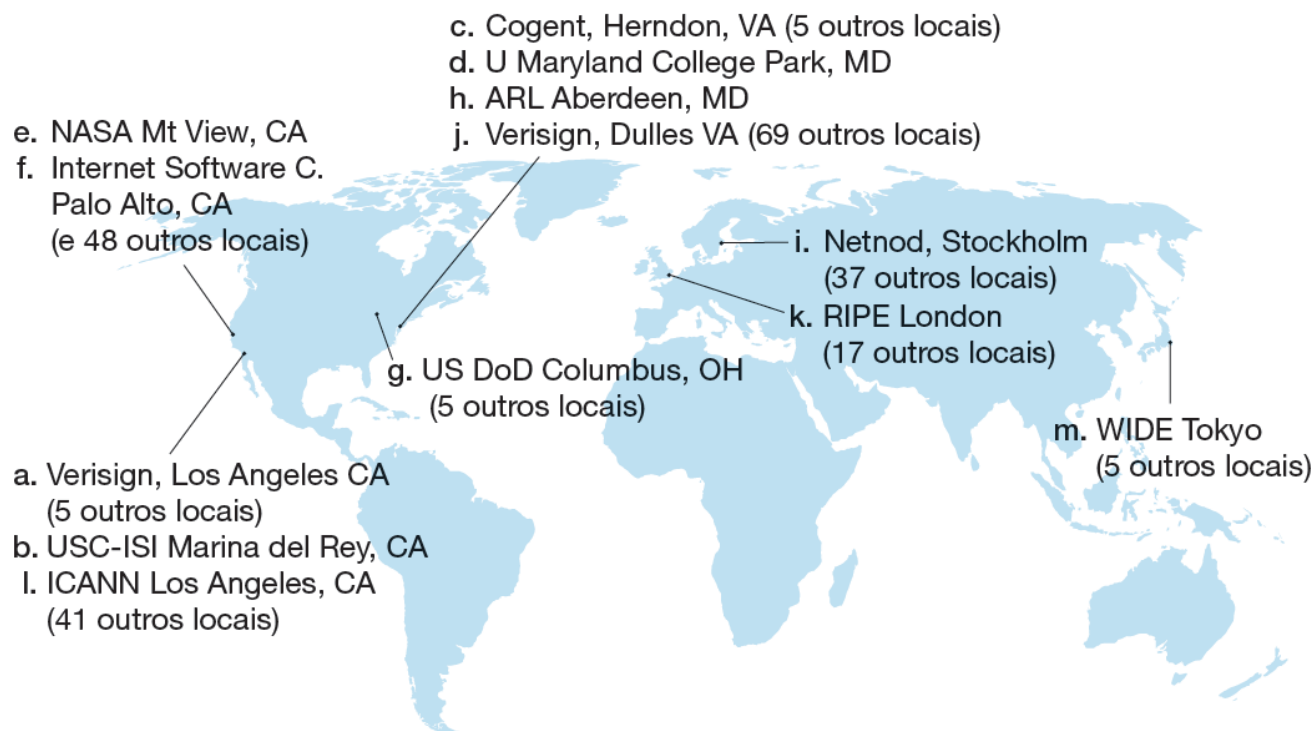 c. Cogent, Herndon, VA (5 outros locais)
d. U Maryland College Park, MD
h. ARL Aberdeen, MD
j. Verisign, Dulles VA (69 outros locais)
e. NASA Mt View, CA
f. Internet Software C.
Palo Alto, CA
(e 48 outros locais)
i. Netnod, Stockholm
(37 outros locais)
k. RIPE London
(17 outros locais)
g. US DoD Columbus, OH
(5 outros locais)
m. WIDE Tokyo
(5 outros locais)
a. Verisign, Los Angeles CA
(5 outros locais)
b. USC-ISI Marina del Rey, CA
l. ICANN Los Angeles, CA
(41 outros locais)